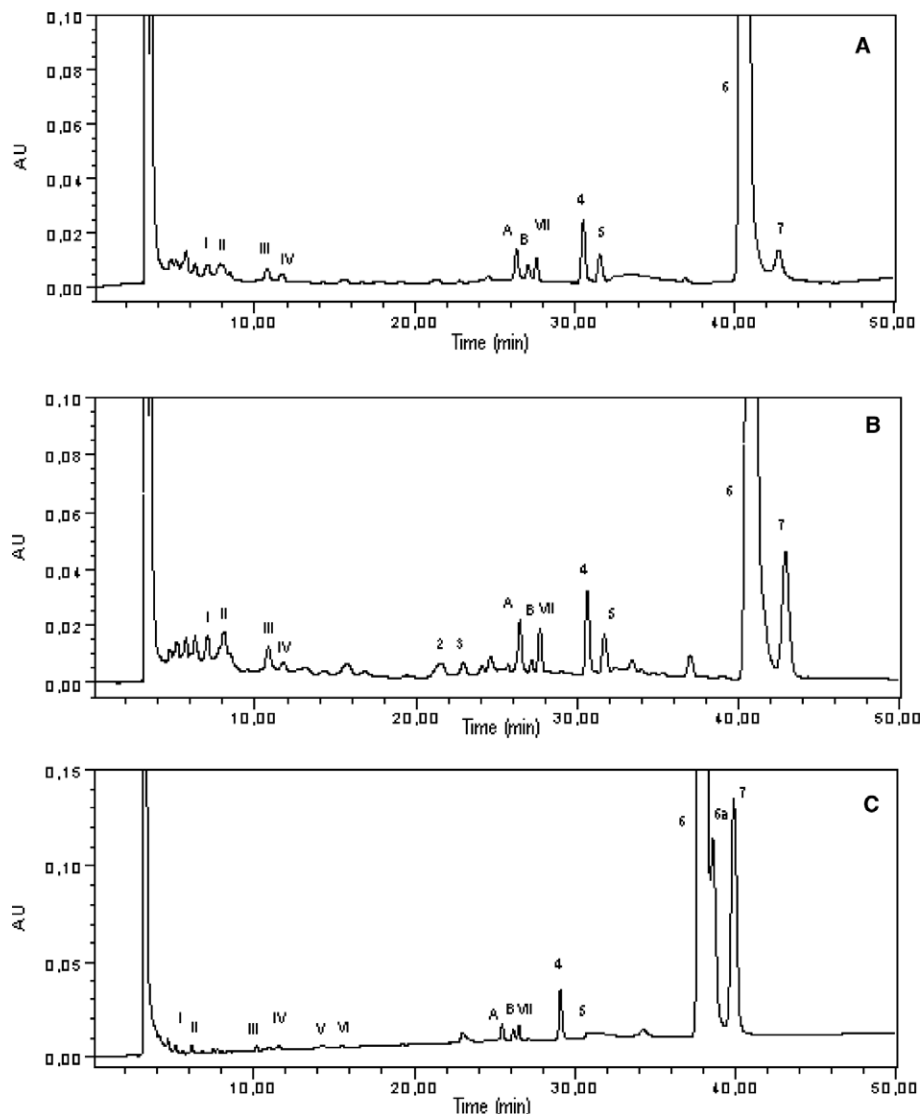 0,10
A
0,08
6
0,06
AU
0,04
4
7
A
VII
5
B
0,02
I
II
III
IV
0,00
10,00
20,00
30,00
40,00
50,00
Time (min)
0,10
B
0,08
6
7
0,06
AU
0,04
4
A
B
VII
5
0,02
I
II
III
IV
2
3
0,00
10,00
20,00
30,00
40,00
50,00
Time (min)
0,15
C
7
6
6a
0,10
AU
0,05
4
A
B
VII
5
I
II
III
IV
V
VI
0,00
10,00
20,00
30,00
40,00
50,00
Time (min)